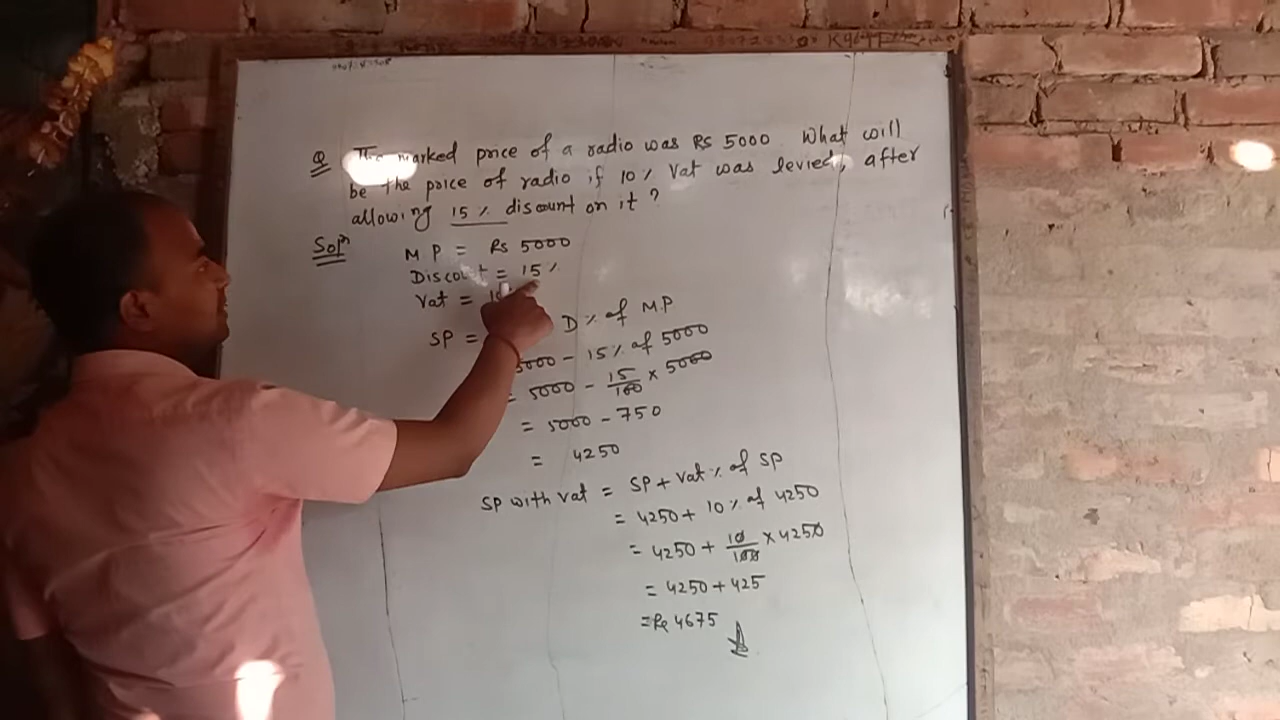 Q The marked price of a radio was Rs 5000 What will
be the price of radio if 10% Vat was levied, after
allowing 15% discount on it?
Solⁿ
MP = Rs 5000
Discount = 15%
Vat =
SP = D% of M.P
5000 - 15% of 5000
= 5000 - 15/100 × 5000
= 5000 - 750
= 4250
SP with vat = SP + Vat% of SP
= 4250 + 10% of 4250
= 4250 + 10/100 × 4250
= 4250 + 425
= Rs 4675